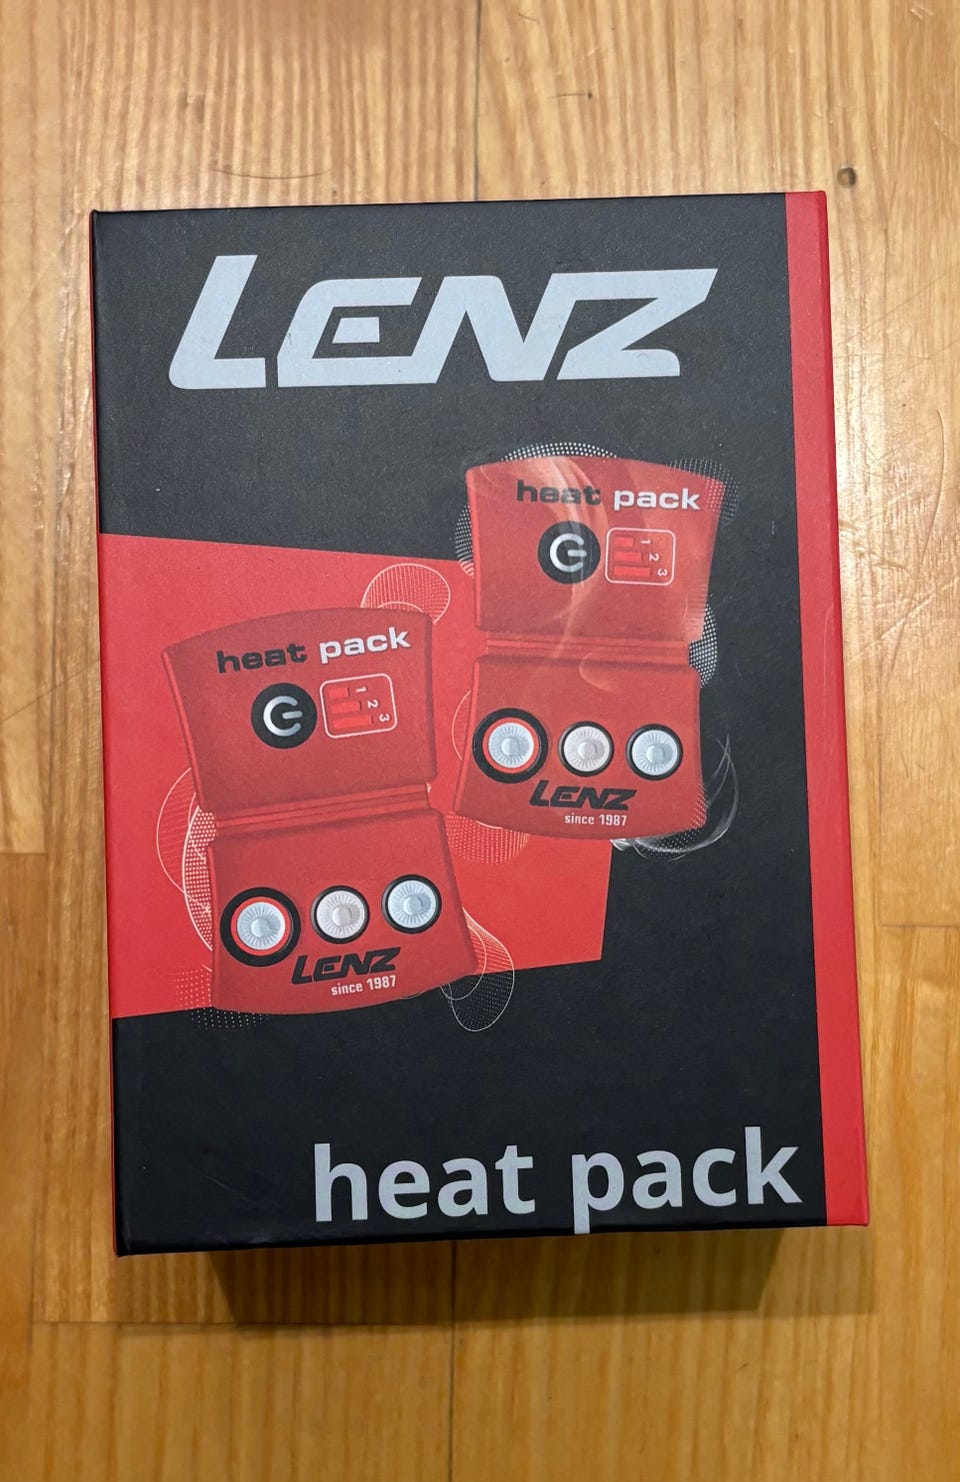 LENZ
heat pack
1
2
3
LENZ
since 1987
heat pack
1
2
3
LENZ
since 1987
heat pack